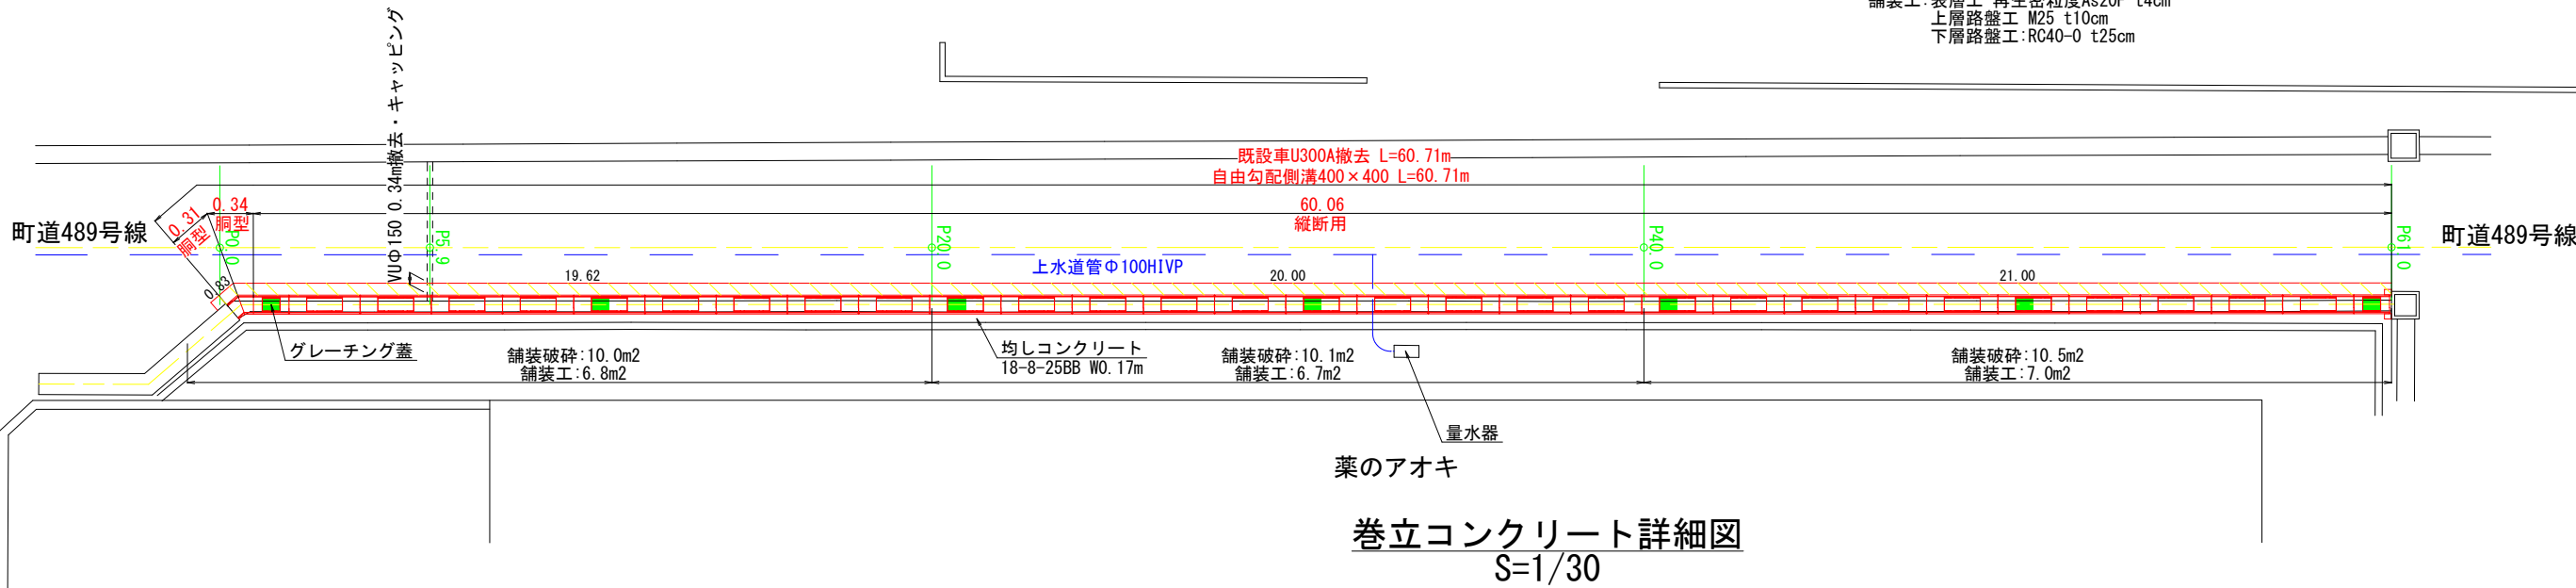 舗装工:表層工 再生密粒度As20F t4cm
上層路盤工 M25 t10cm
下層路盤工:RC40-0 t25cm
VUΦ150 0.34m撤去・キャッピング
既設車U300A撤去 L=60.71m
自由勾配側溝400×400 L=60.71m
町道489号線
0.31
胴型
0.34
胴型
60.06
縦断用
町道489号線
P0.0
P5.9
P20.0
P40.0
P61.0
上水道管Φ100HIVP
0.83
19.62
20.00
21.00
グレーチング蓋
舗装破砕:10.0m2
舗装工:6.8m2
均しコンクリート
18-8-25BB W0.17m
舗装破砕:10.1m2
舗装工:6.7m2
舗装破砕:10.5m2
舗装工:7.0m2
量水器
薬のアオキ
巻立コンクリート詳細図
S=1/30